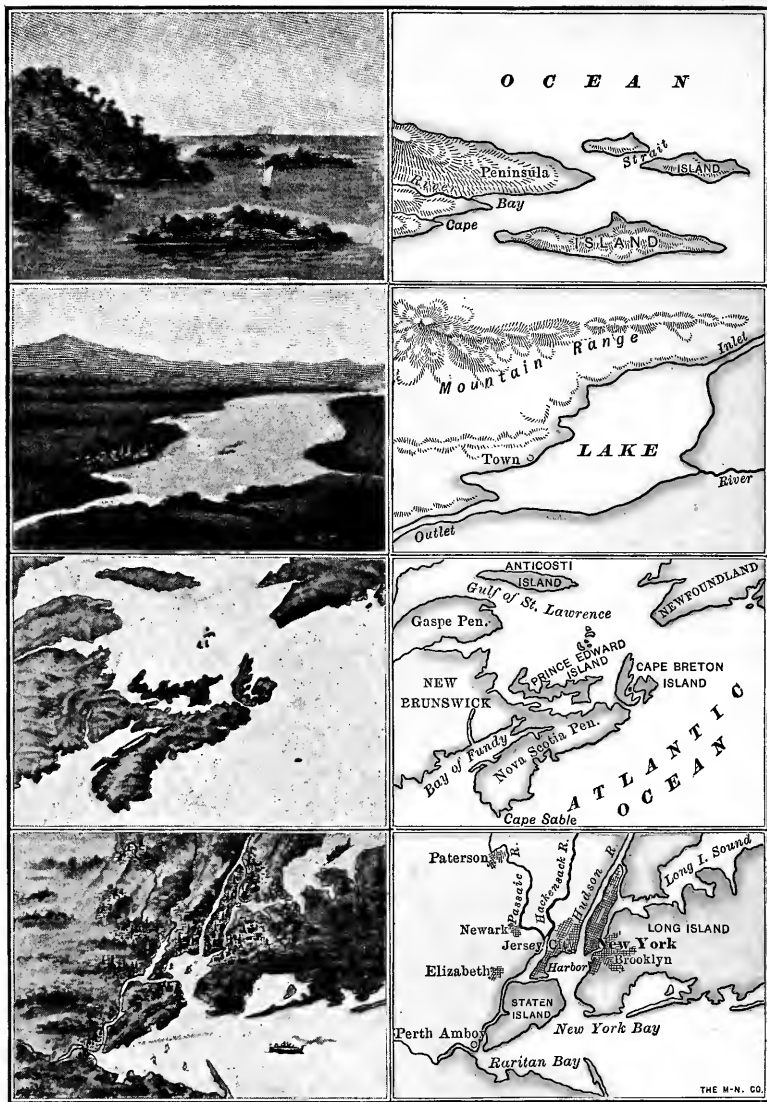 OCEAN
Peninsula
Strait
ISLAND
River
Bay
Cape
ISLAND
Mountain Range
Inlet
Town
LAKE
River
Outlet
ANTICOSTI
ISLAND
Gulf of St. Lawrence
NEWFOUNDLAND
Gaspe Pen.
PRINCE EDWARD
ISLAND
CAPE BRETON
ISLAND
NEW
BRUNSWICK
Bay of Fundy
Nova Scotia Pen.
ATLANTIC
OCEAN
Cape Sable
Paterson
Passaic R.
Hackensack R.
Hudson R.
Long I. Sound
Newark
Jersey City
New York
LONG ISLAND
Brooklyn
Elizabeth
Harbor
STATEN
ISLAND
New York Bay
Perth Amboy
Raritan Bay
THE M-N. CO.